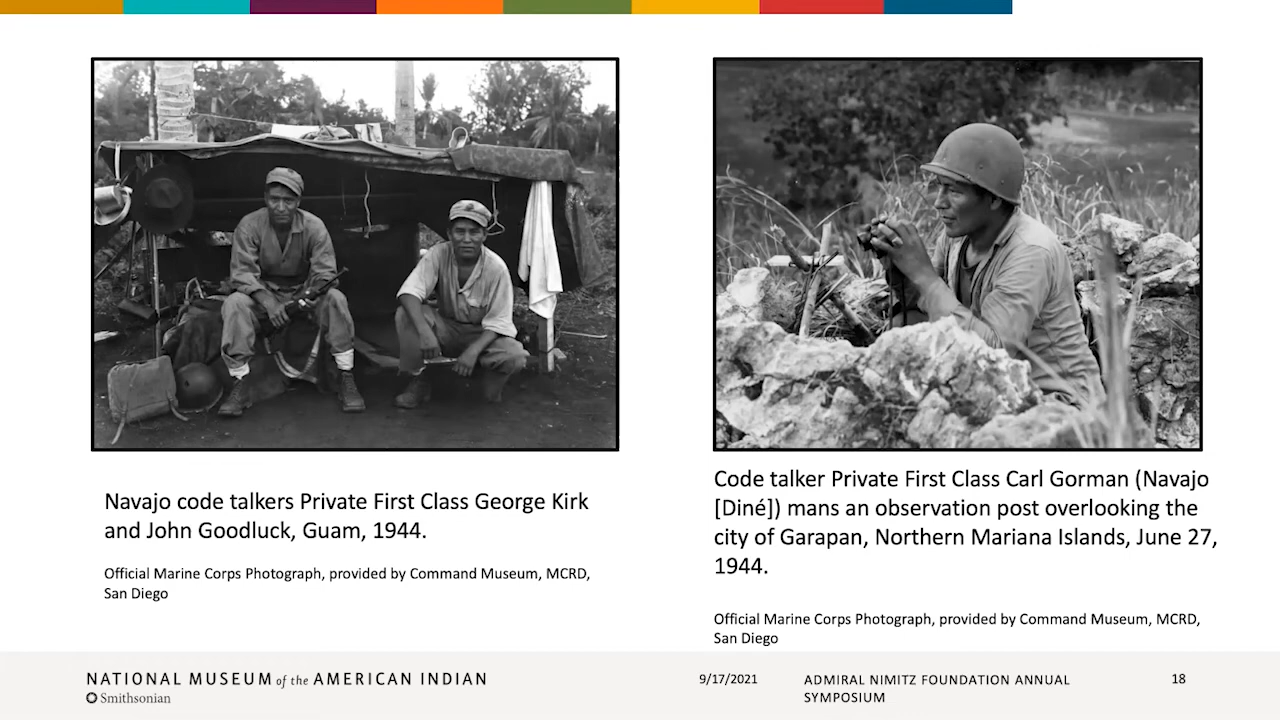 Navajo code talkers Private First Class George Kirk
and John Goodluck, Guam, 1944.
Official Marine Corps Photograph, provided by Command Museum, MCRD,
San Diego
Code talker Private First Class Carl Gorman (Navajo
[Diné]) mans an observation post overlooking the
city of Garapan, Northern Mariana Islands, June 27,
1944.
Official Marine Corps Photograph, provided by Command Museum, MCRD,
San Diego
NATIONAL MUSEUM of the AMERICAN INDIAN
Smithsonian
9/17/2021
ADMIRAL NIMITZ FOUNDATION ANNUAL
SYMPOSIUM
18